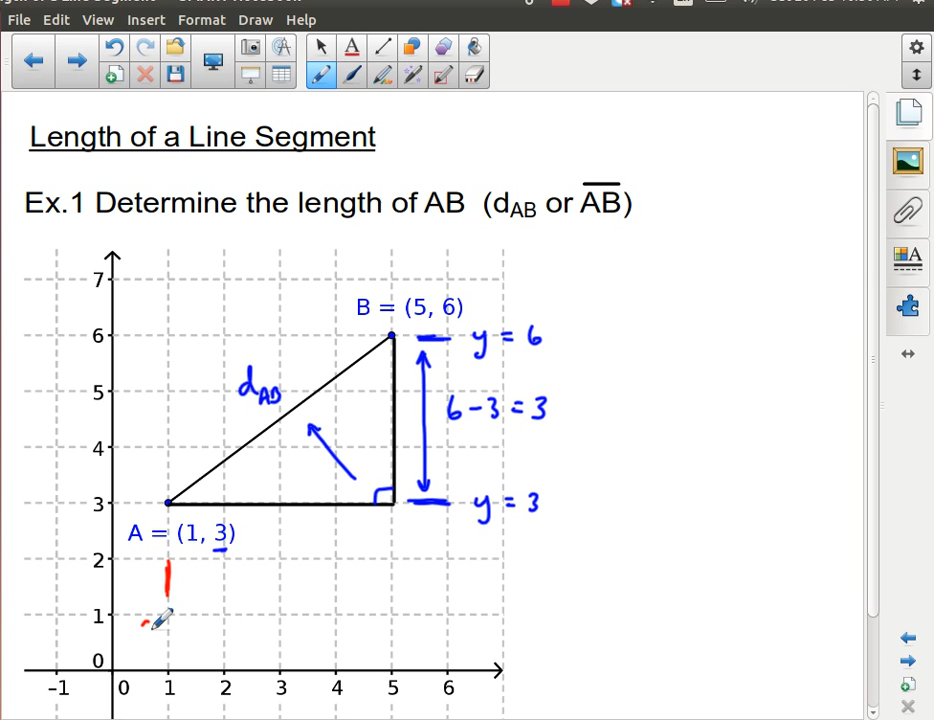 File Edit View Insert Format Draw Help
Length of a Line Segment
Ex.1 Determine the length of AB (dAB or A̅B̅)
7
B = (5, 6)
6
y = 6
5
dAB
6 - 3 = 3
4
3
y = 3
A = (1, 3)
2
1
0
-1 0 1 2 3 4 5 6